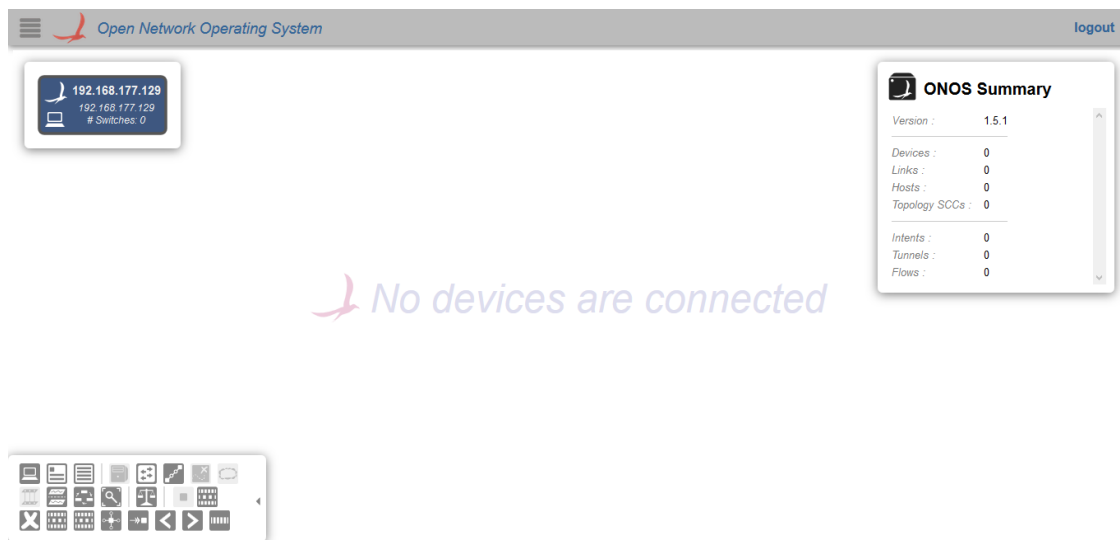 Open Network Operating System
logout
192.168.177.129
192.168.177.129
# Switches: 0
ONOS Summary
Version : 1.5.1
Devices : 0
Links : 0
Hosts : 0
Topology SCCs : 0
Intents : 0
Tunnels : 0
Flows : 0
No devices are connected